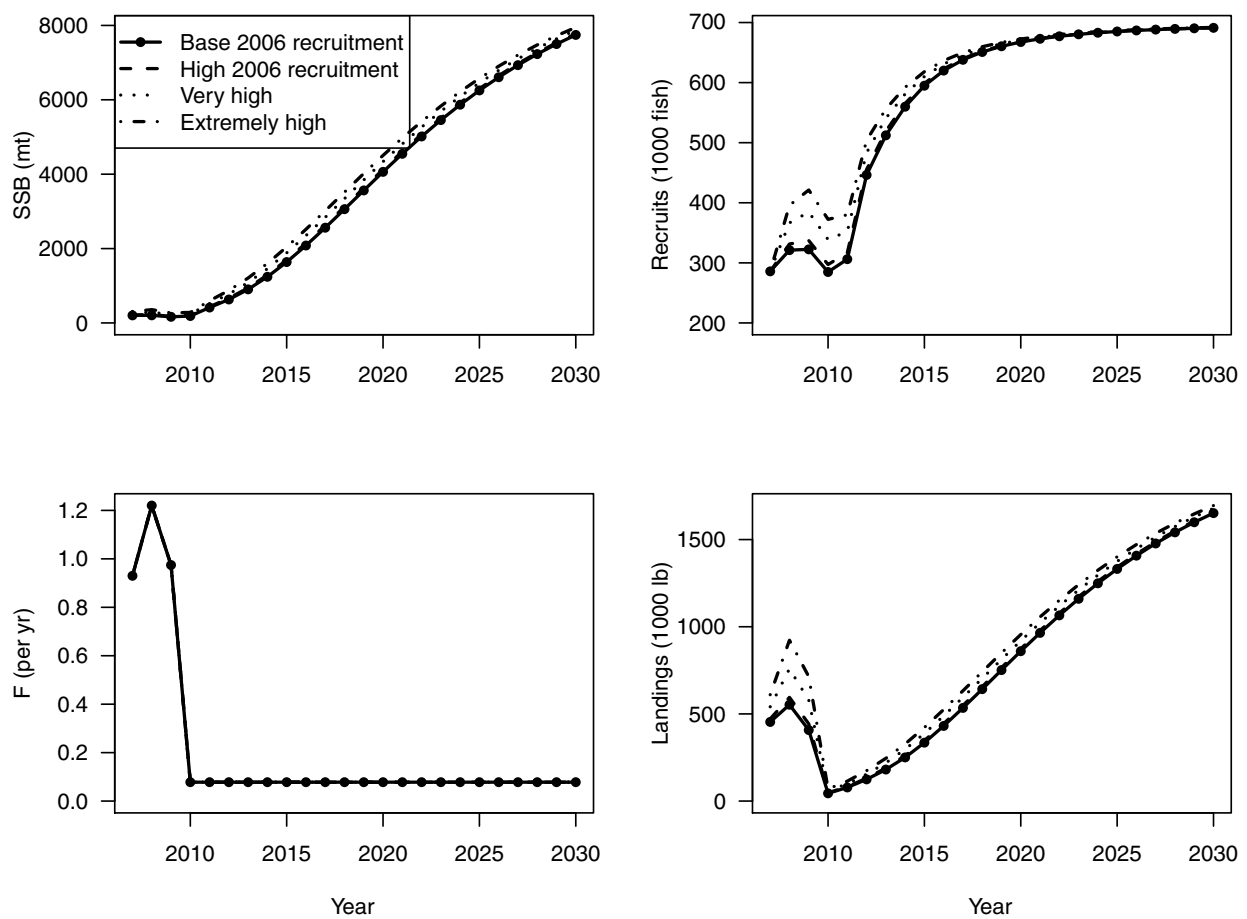 SSB (mt)
8000
6000
4000
2000
0
Base 2006 recruitment
High 2006 recruitment
Very high
Extremely high
2010 2015 2020 2025 2030
Recruits (1000 fish)
700
600
500
400
300
200
2010 2015 2020 2025 2030
F (per yr)
1.2
1.0
0.8
0.6
0.4
0.2
0.0
2010 2015 2020 2025 2030
Year
Landings (1000 lb)
1500
1000
500
0
2010 2015 2020 2025 2030
Year